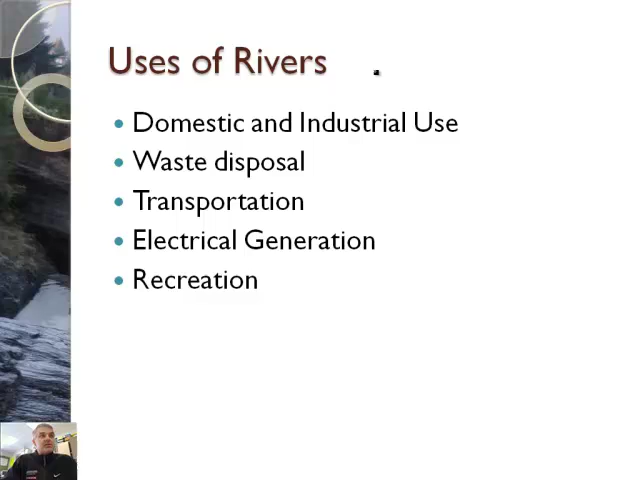 Uses of Rivers
Domestic and Industrial Use
Waste disposal
Transportation
Electrical Generation
Recreation